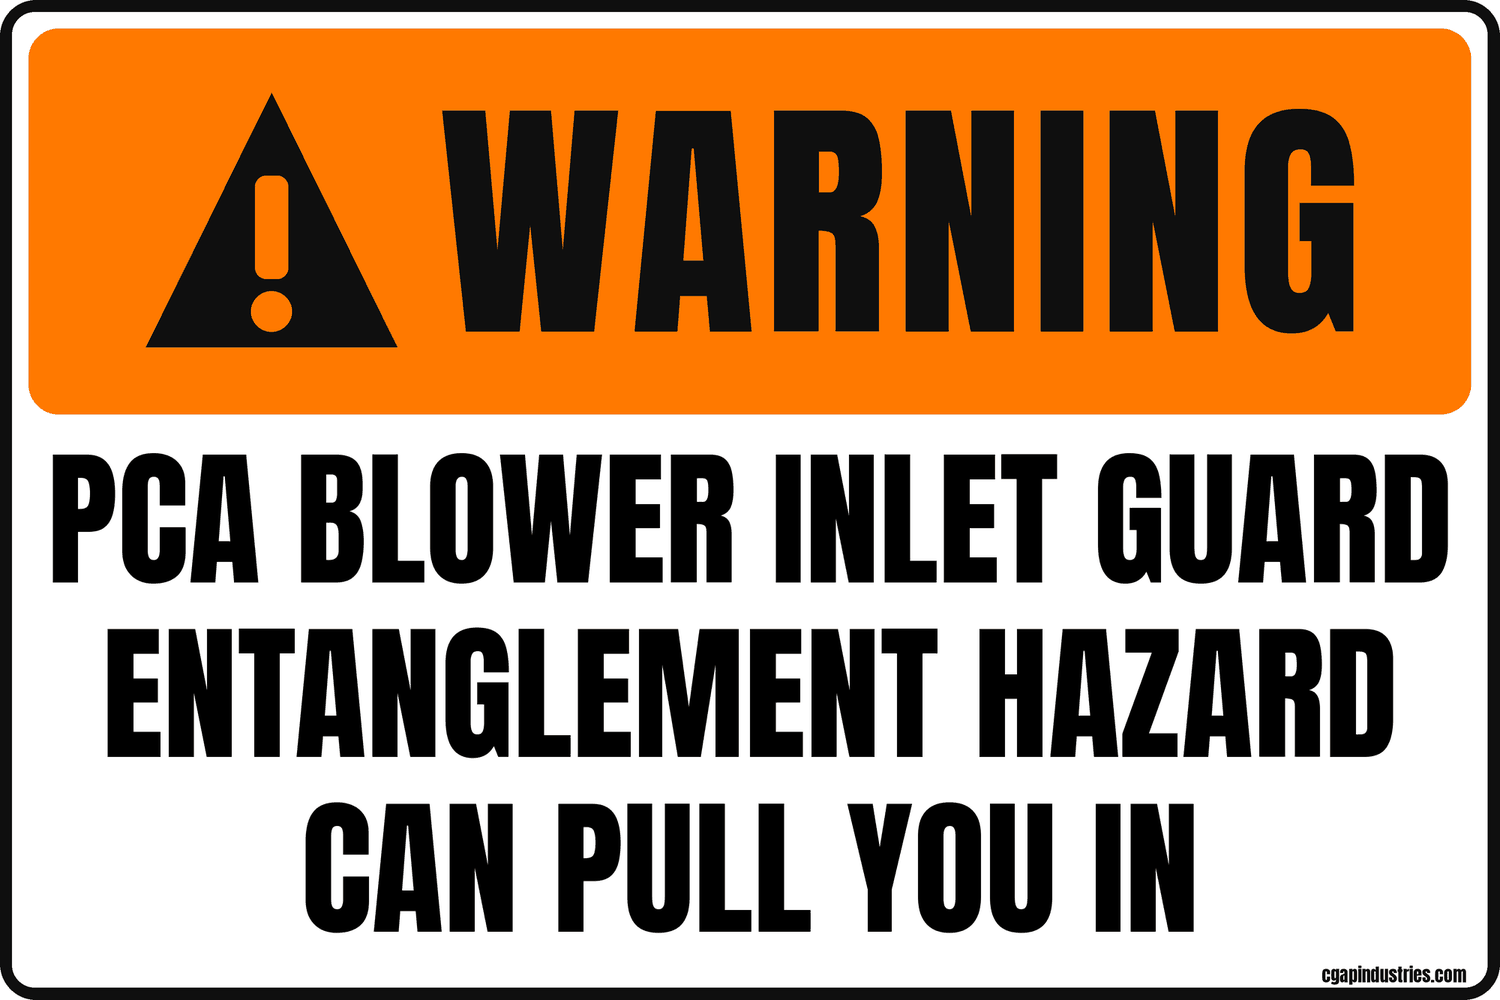 WARNING
PCA BLOWER INLET GUARD
ENTANGLEMENT HAZARD
CAN PULL YOU IN
cgapindustries.com